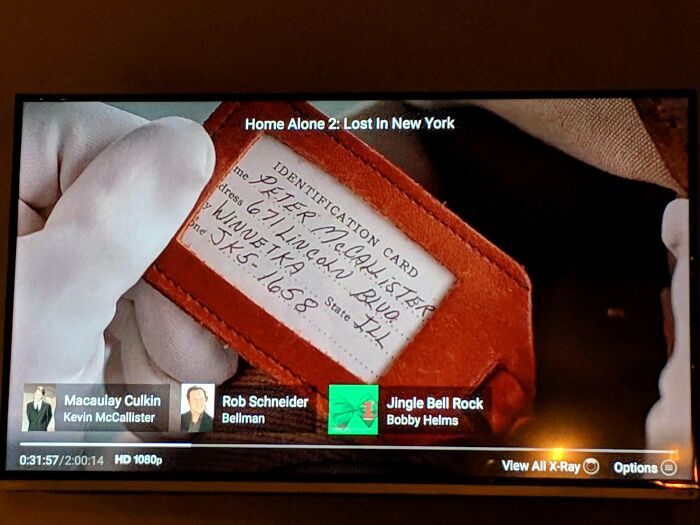 Home Alone 2: Lost In New York
IDENTIFICATION CARD
me PETER McCALLISTER
dress 671 LINCOLN BLVD.
y WINNETKA State ILL
one JK5-1658
Macaulay Culkin
Kevin McCallister
Rob Schneider
Bellman
Jingle Bell Rock
Bobby Helms
0:31:57/2:00:14 HD 1080p
View All X-Ray
Options